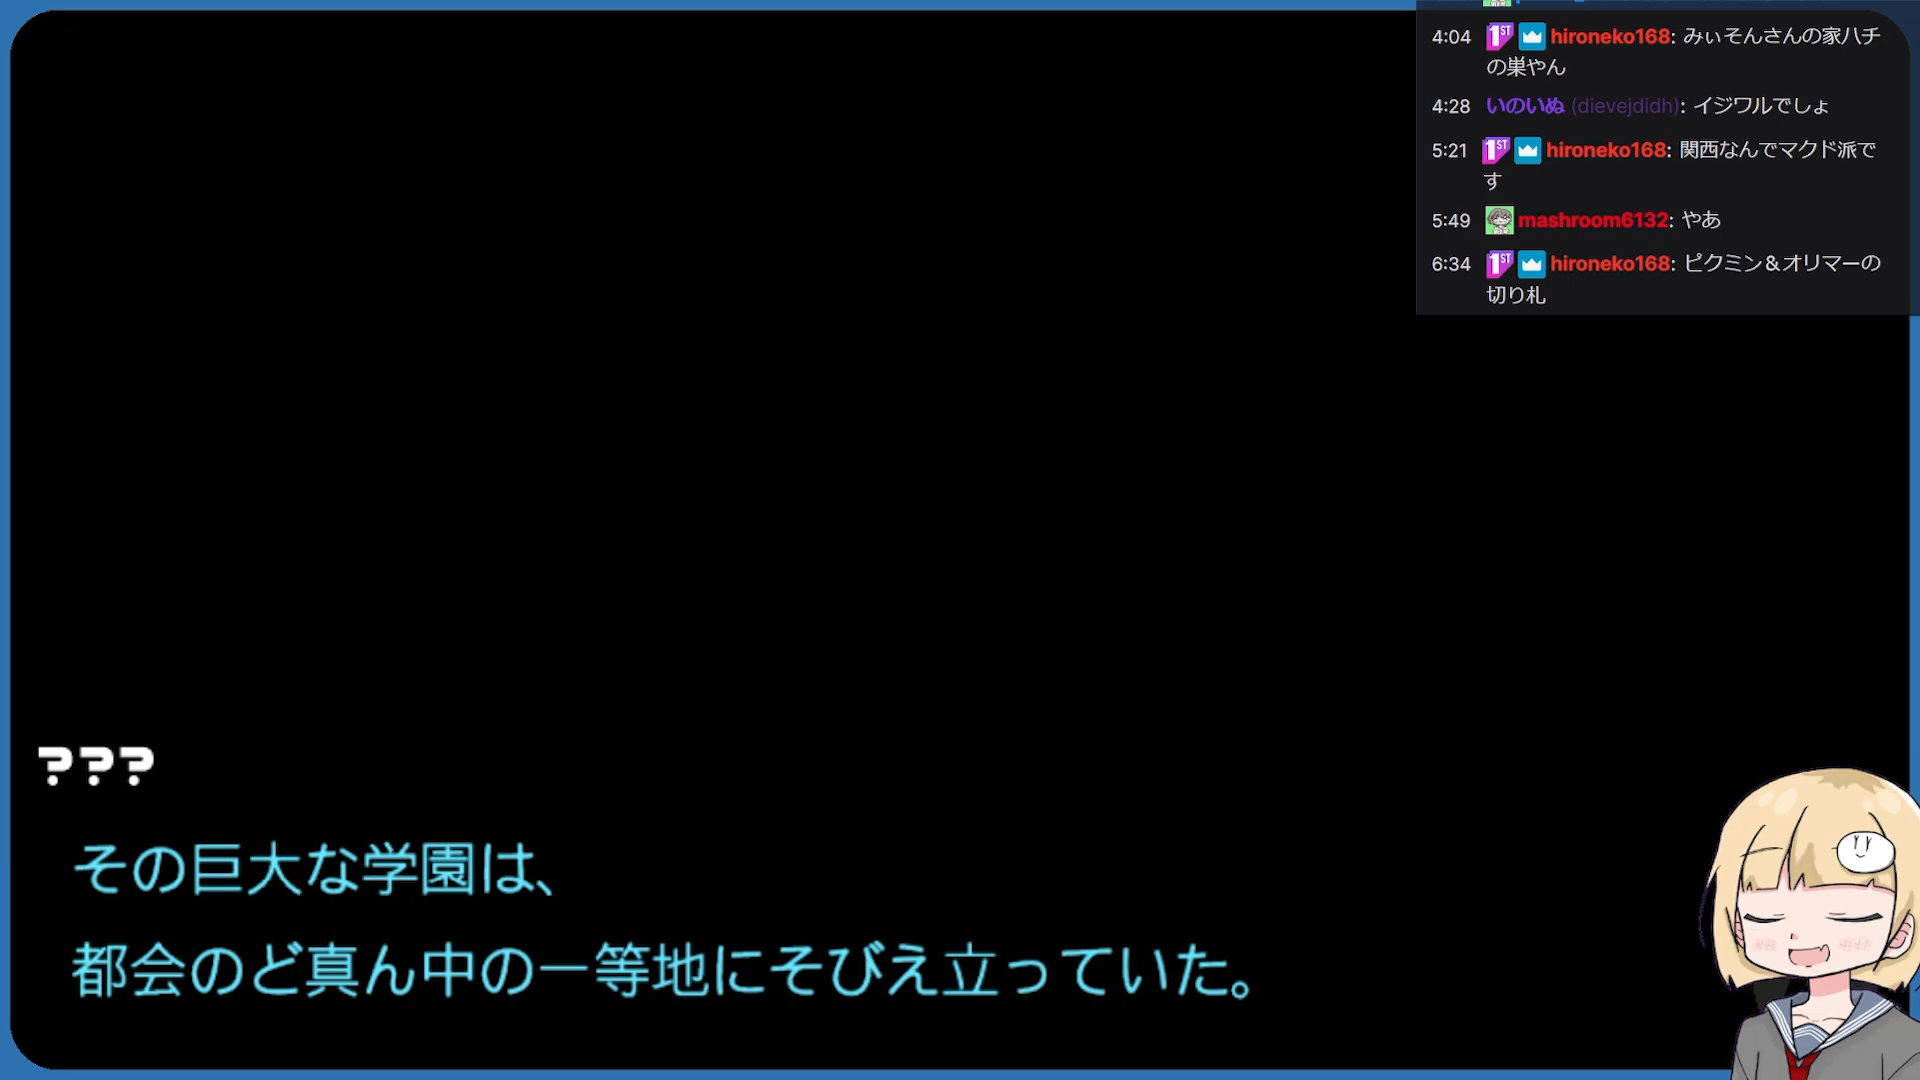 4:04 1ST hironeko168: みぃそんさんの家ハチ
の巣やん
4:28 いのいぬ (dievejdidh): イジワルでしょ
5:21 1ST hironeko168: 関西なんでマクド派で
す
5:49 mashroom6132: やあ
6:34 1ST hironeko168: ピクミン＆オリマーの
切り札
???
その巨大な学園は、
都会のど真ん中の一等地にそびえ立っていた。